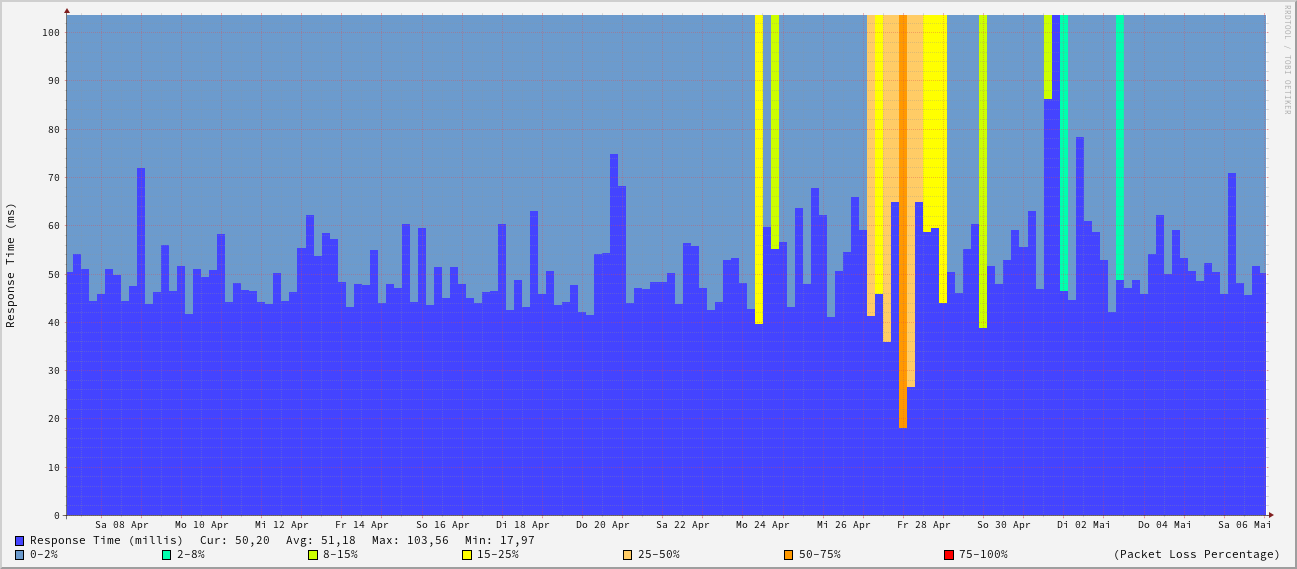 RRDTOOL / TOBI OETIKER
Response Time (ms)
100
90
80
70
60
50
40
30
20
10
0
Sa 08 Apr Mo 10 Apr Mi 12 Apr Fr 14 Apr So 16 Apr Di 18 Apr Do 20 Apr Sa 22 Apr Mo 24 Apr Mi 26 Apr Fr 28 Apr So 30 Apr Di 02 Mai Do 04 Mai Sa 06 Mai
Response Time (millis) Cur: 50,20 Avg: 51,18 Max: 103,56 Min: 17,97
0-2% 2-8% 8-15% 15-25% 25-50% 50-75% 75-100% (Packet Loss Percentage)